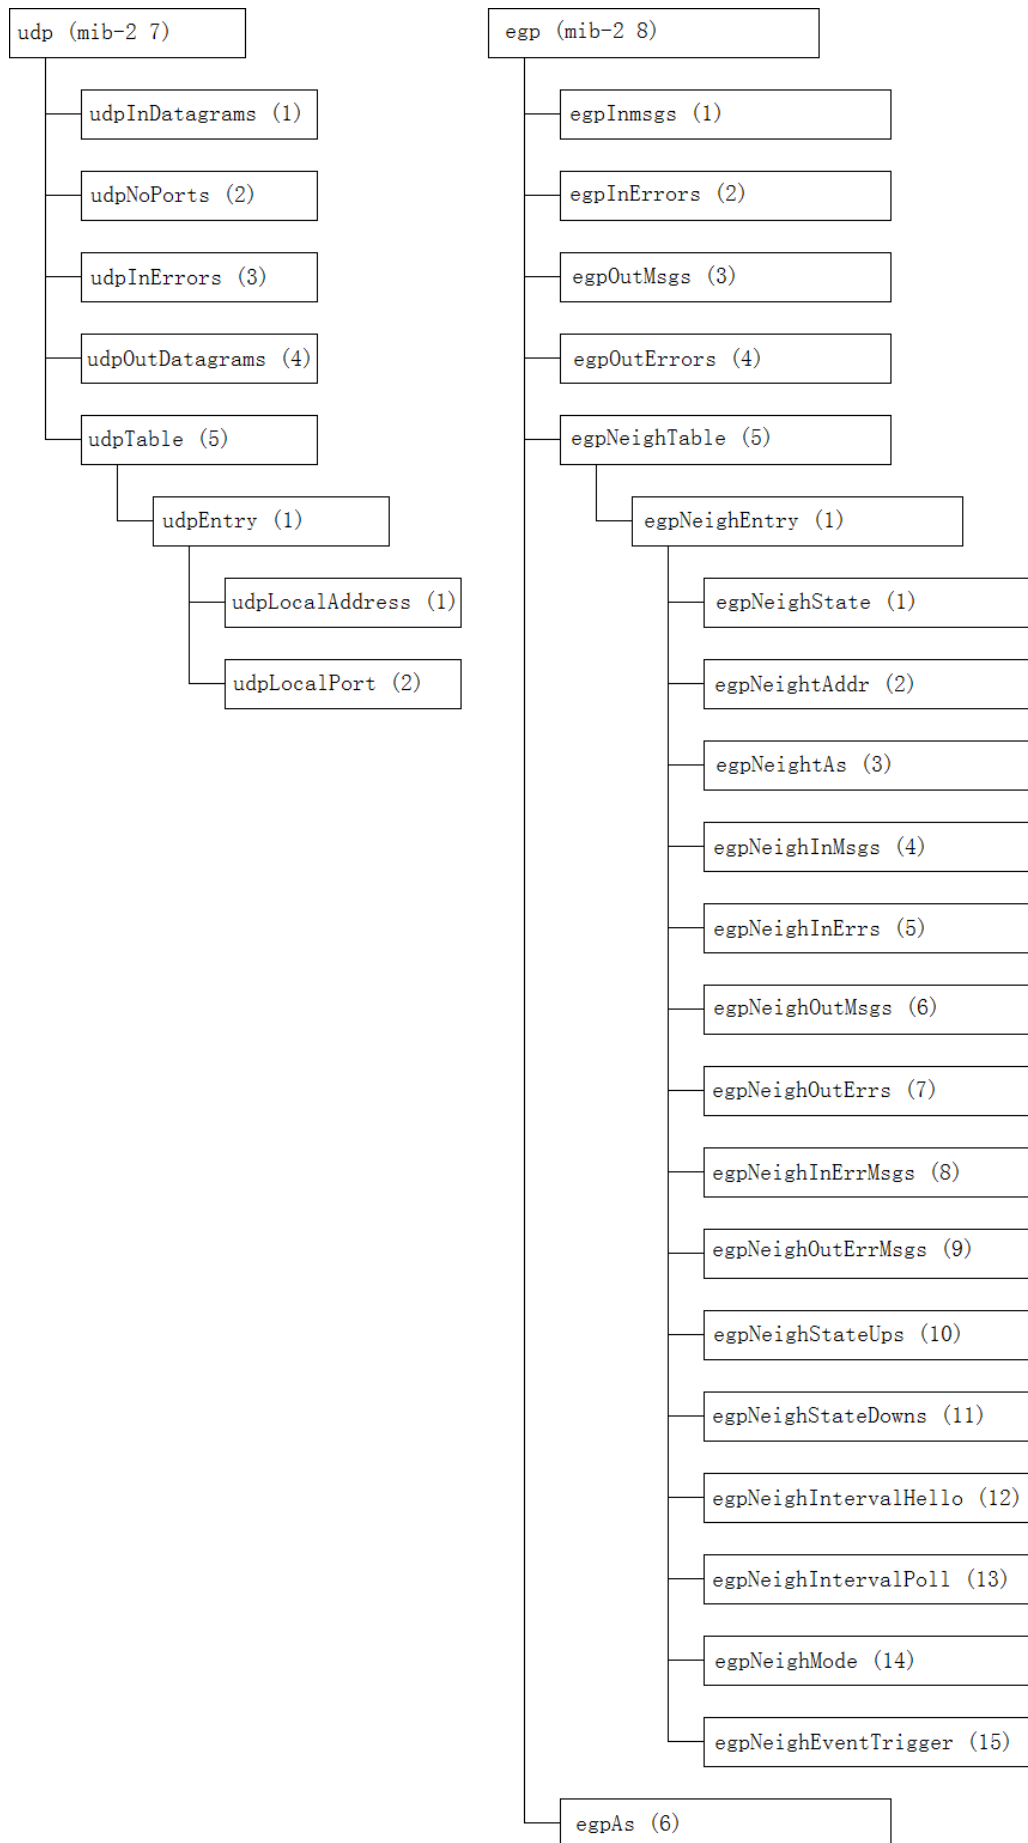 udp (mib-2 7)
udpInDatagrams (1)
udpNoPorts (2)
udpInErrors (3)
udpOutDatagrams (4)
udpTable (5)
udpEntry (1)
udpLocalAddress (1)
udpLocalPort (2)
egp (mib-2 8)
egpInmsgs (1)
egpInErrors (2)
egpOutMsgs (3)
egpOutErrors (4)
egpNeighTable (5)
egpNeighEntry (1)
egpNeighState (1)
egpNeightAddr (2)
egpNeightAs (3)
egpNeighInMsgs (4)
egpNeighInErrs (5)
egpNeighOutMsgs (6)
egpNeighOutErrs (7)
egpNeighInErrMsgs (8)
egpNeighOutErrMsgs (9)
egpNeighStateUps (10)
egpNeighStateDowns (11)
egpNeighIntervalHello (12)
egpNeighIntervalPoll (13)
egpNeighMode (14)
egpNeighEventTrigger (15)
egpAs (6)